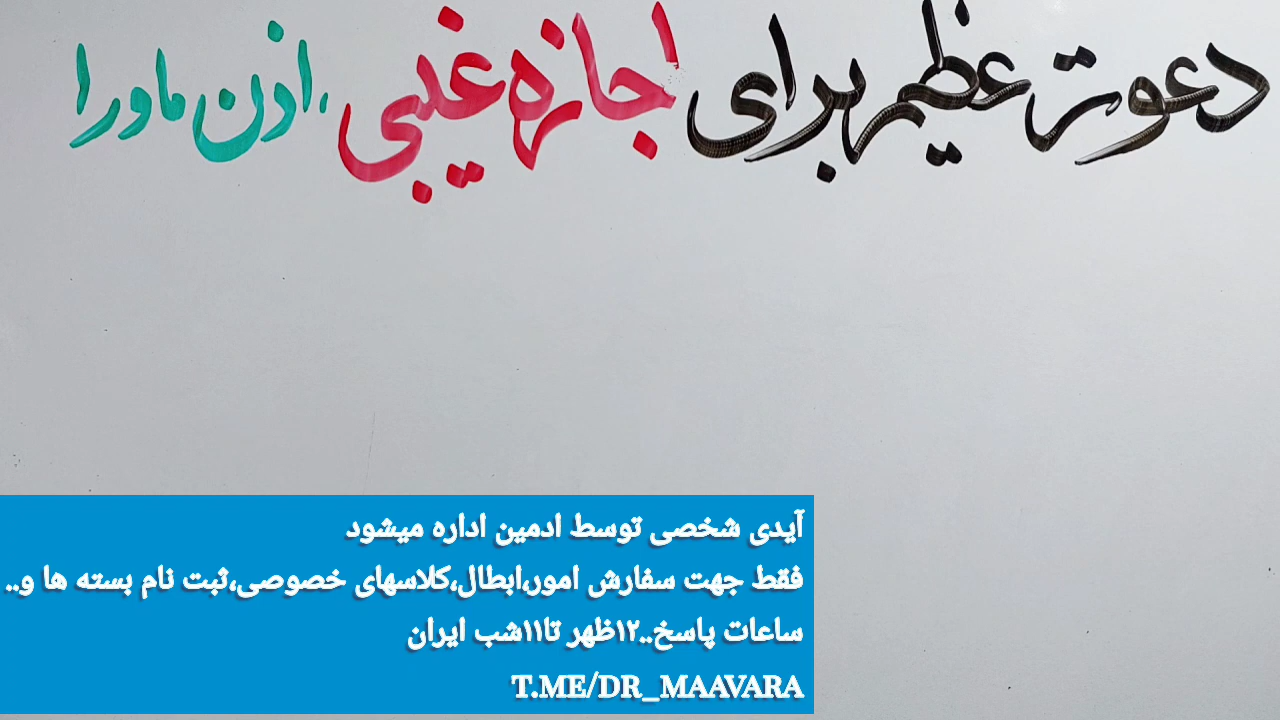 دعوتر عظیم برای اجازه غیبی ،اذن ماورا
آیدی شخصی توسط ادمین اداره میشود
فقط جهت سفارش امور،ابطال،کلاسهای خصوصی،ثبت نام بسته ها و..
ساعات پاسخ..۱۲ظهر تا۱۱شب ایران
T.ME/DR_MAAVARA